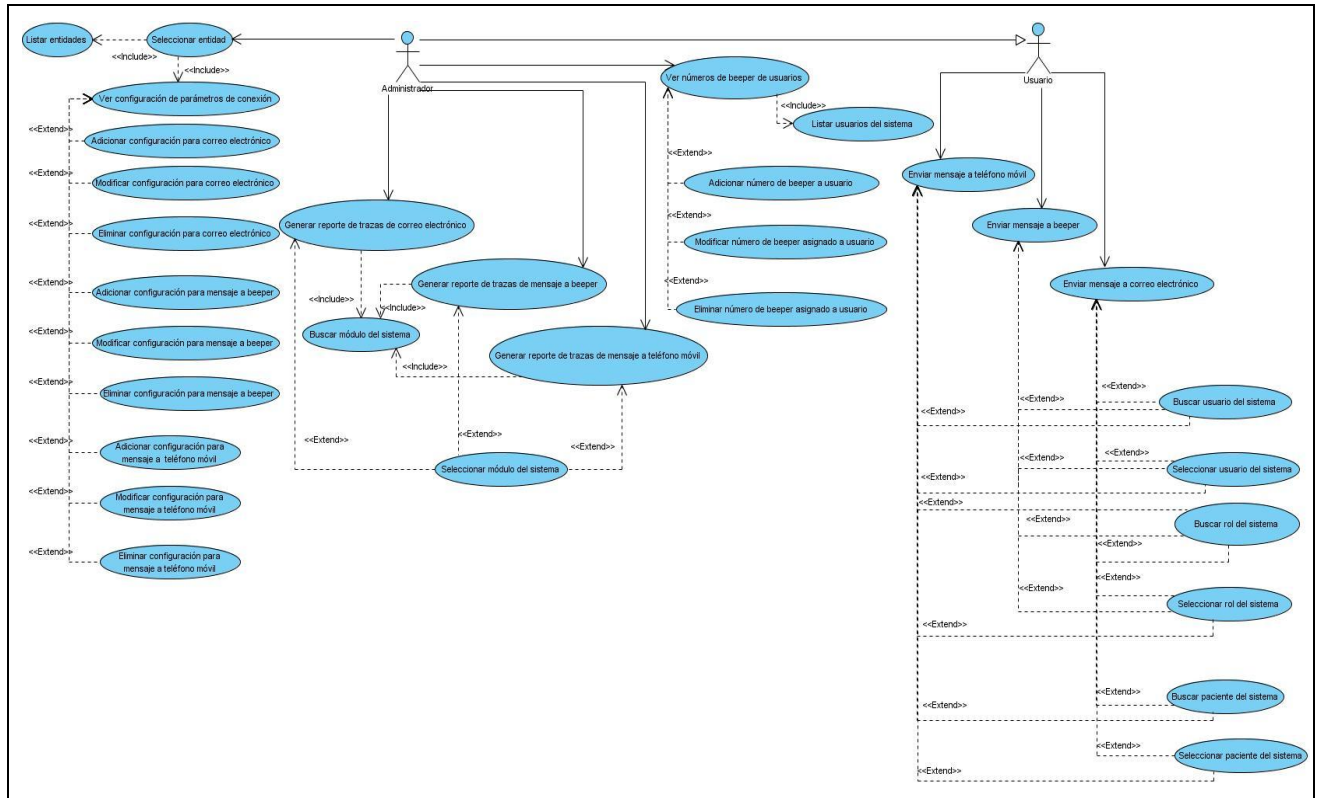 Listar entidades
Seleccionar entidad
<<Include>>
<<Include>>
Ver configuración de parámetros de conexión
<<Extend>>
Adicionar configuración para correo electrónico
<<Extend>>
Modificar configuración para correo electrónico
<<Extend>>
Eliminar configuración para correo electrónico
<<Extend>>
Adicionar configuración para mensaje a beeper
<<Extend>>
Modificar configuración para mensaje a beeper
<<Extend>>
Eliminar configuración para mensaje a beeper
<<Extend>>
Adicionar configuración para
mensaje a teléfono móvil
<<Extend>>
Modificar configuración para
mensaje a teléfono móvil
<<Extend>>
Eliminar configuración para
mensaje a teléfono móvil
Administrador
Generar reporte de trazas de correo electrónico
Generar reporte de trazas de mensaje a beeper
<<Include>>
<<Include>>
Buscar módulo del sistema
Generar reporte de trazas de mensaje a teléfono móvil
<<Include>>
<<Extend>>
<<Extend>>
<<Extend>>
Seleccionar módulo del sistema
Ver números de beeper de usuarios
<<Include>>
Listar usuarios del sistema
<<Extend>>
Adicionar número de beeper a usuario
<<Extend>>
Modificar número de beeper asignado a usuario
<<Extend>>
Eliminar número de beeper asignado a usuario
Usuario
Enviar mensaje a teléfono móvil
Enviar mensaje a beeper
Enviar mensaje a correo electrónico
<<Extend>>
Buscar usuario del sistema
<<Extend>>
<<Extend>>
<<Extend>>
<<Extend>>
Seleccionar usuario del sistema
<<Extend>>
<<Extend>>
Buscar rol del sistema
<<Extend>>
<<Extend>>
<<Extend>>
<<Extend>>
Seleccionar rol del sistema
<<Extend>>
<<Extend>>
Buscar paciente del sistema
<<Extend>>
<<Extend>>
Seleccionar paciente del sistema
<<Extend>>